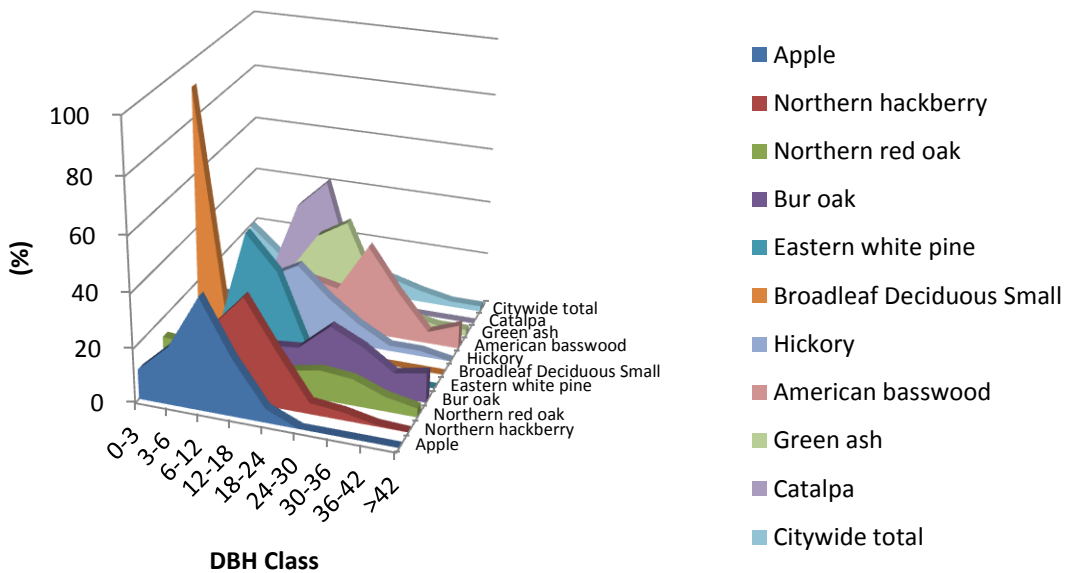 100
80
60
40
20
0
(%)
0-3
3-6
6-12
12-18
18-24
24-30
30-36
36-42
>42
DBH Class
Citywide total
Catalpa
Green ash
American basswood
Hickory
Broadleaf Deciduous Small
Eastern white pine
Bur oak
Northern red oak
Northern hackberry
Apple
Apple
Northern hackberry
Northern red oak
Bur oak
Eastern white pine
Broadleaf Deciduous Small
Hickory
American basswood
Green ash
Catalpa
Citywide total